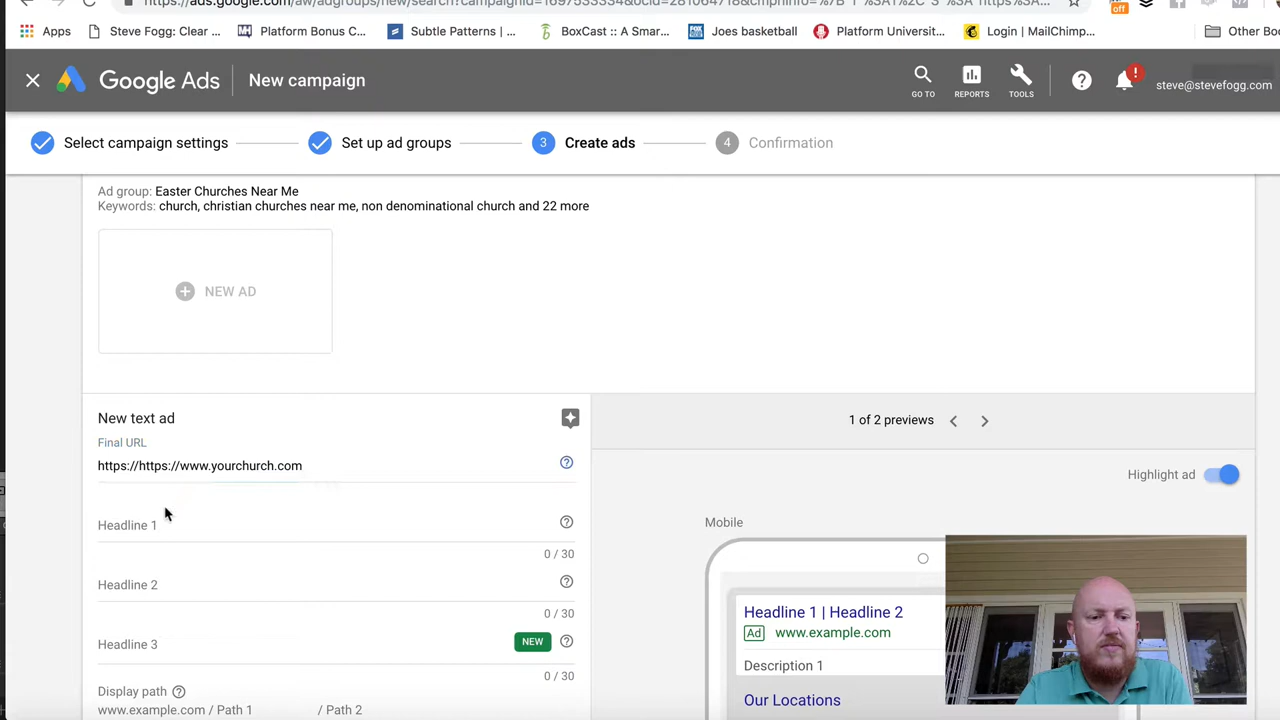 Apps Steve Fogg: Clear ... Platform Bonus C... Subtle Patterns | ... BoxCast :: A Smar... Joes basketball Platform Universit... Login | MailChimp... Other Boo
off
Google Ads New campaign
GO TO REPORTS TOOLS
!
steve@stevefogg.com
Select campaign settings Set up ad groups 3 Create ads 4 Confirmation
Ad group: Easter Churches Near Me
Keywords: church, christian churches near me, non denominational church and 22 more
NEW AD
New text ad
1 of 2 previews
Final URL
https://https://www.yourchurch.com
Highlight ad
Headline 1
0 / 30
Headline 2
0 / 30
Headline 3 NEW
0 / 30
Display path
www.example.com / Path 1 / Path 2
Mobile
Headline 1 | Headline 2
Ad www.example.com
Description 1
Our Locations